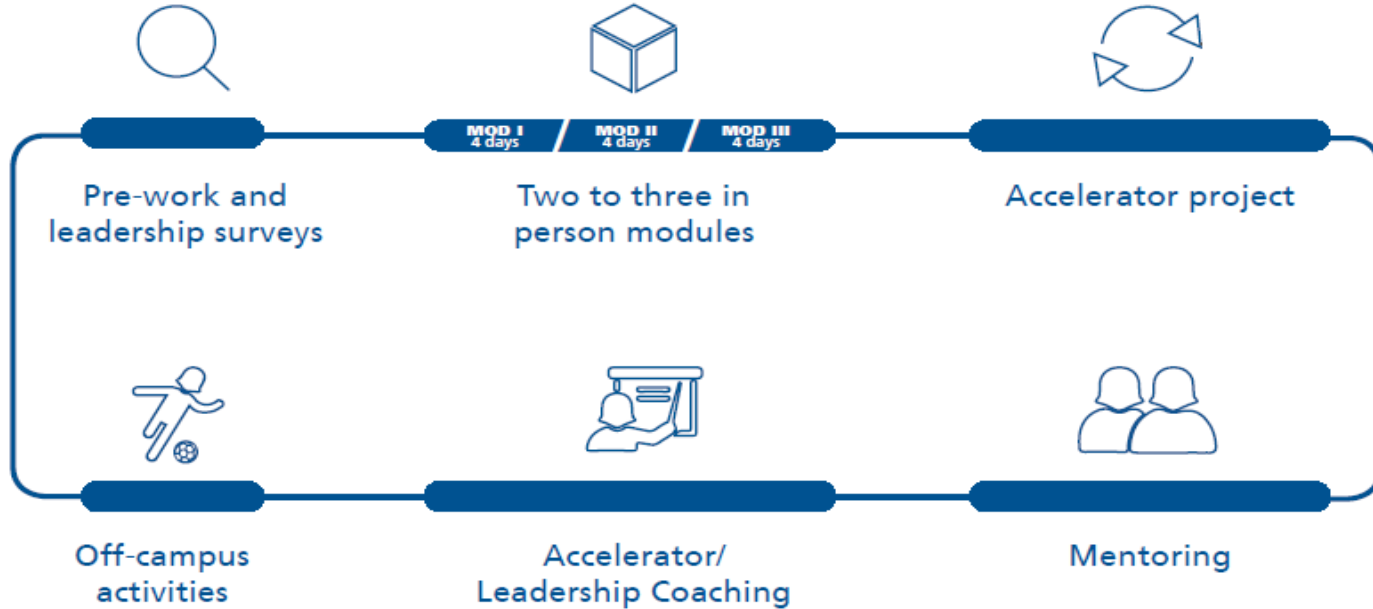 MOD I
4 days
MOD II
4 days
MOD III
4 days
Pre-work and
leadership surveys
Two to three in
person modules
Accelerator project
Off-campus
activities
Accelerator/
Leadership Coaching
Mentoring